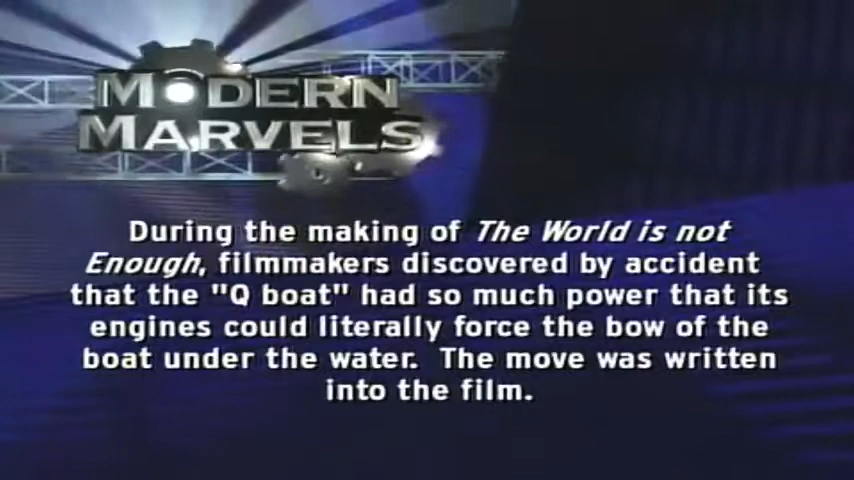 MODERN
MARVELS
During the making of The World is not
Enough, filmmakers discovered by accident
that the "Q boat" had so much power that its
engines could literally force the bow of the
boat under the water.  The move was written
into the film.